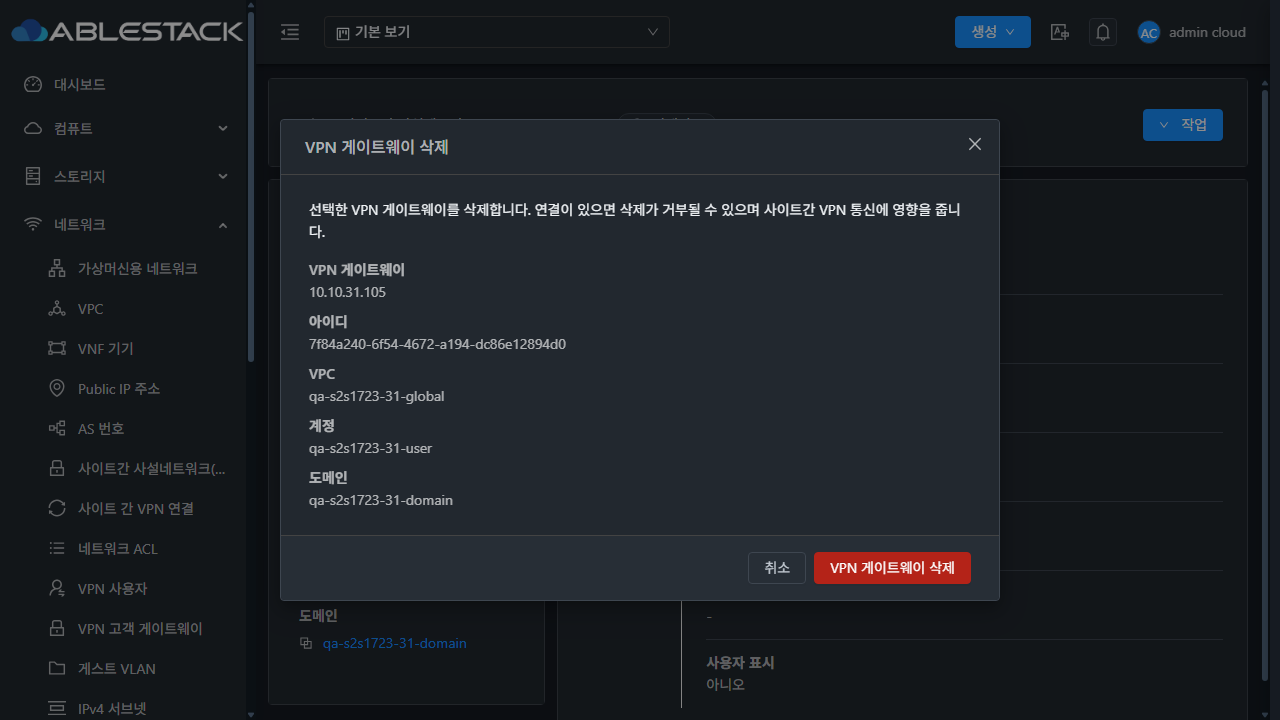 ABLESTACK
기본 보기
생성
AC
admin cloud
대시보드
컴퓨트
스토리지
네트워크
가상머신용 네트워크
VPC
VNF 기기
Public IP 주소
AS 번호
사이트간 사설네트워크(...
사이트 간 VPN 연결
네트워크 ACL
VPN 사용자
VPN 고객 게이트웨이
게스트 VLAN
IPv4 서브넷
작업
VPN 게이트웨이 삭제
선택한 VPN 게이트웨이를 삭제합니다. 연결이 있으면 삭제가 거부될 수 있으며 사이트간 VPN 통신에 영향을 줍니
다.
VPN 게이트웨이
10.10.31.105
아이디
7f84a240-6f54-4672-a194-dc86e12894d0
VPC
qa-s2s1723-31-global
계정
qa-s2s1723-31-user
도메인
qa-s2s1723-31-domain
취소
VPN 게이트웨이 삭제
도메인
qa-s2s1723-31-domain
-
사용자 표시
아니오